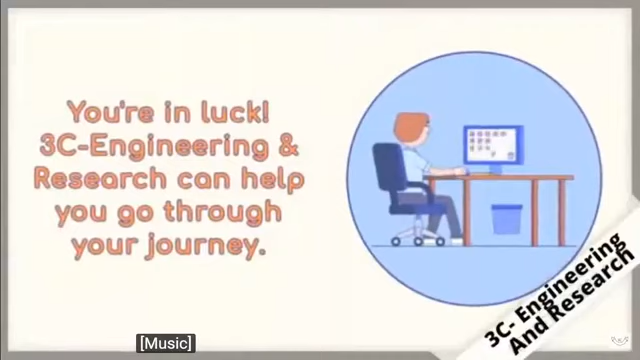 You're in luck!
3C-Engineering &
Research can help
you go through
your journey.
3C- Engineering
And Research
[Music]